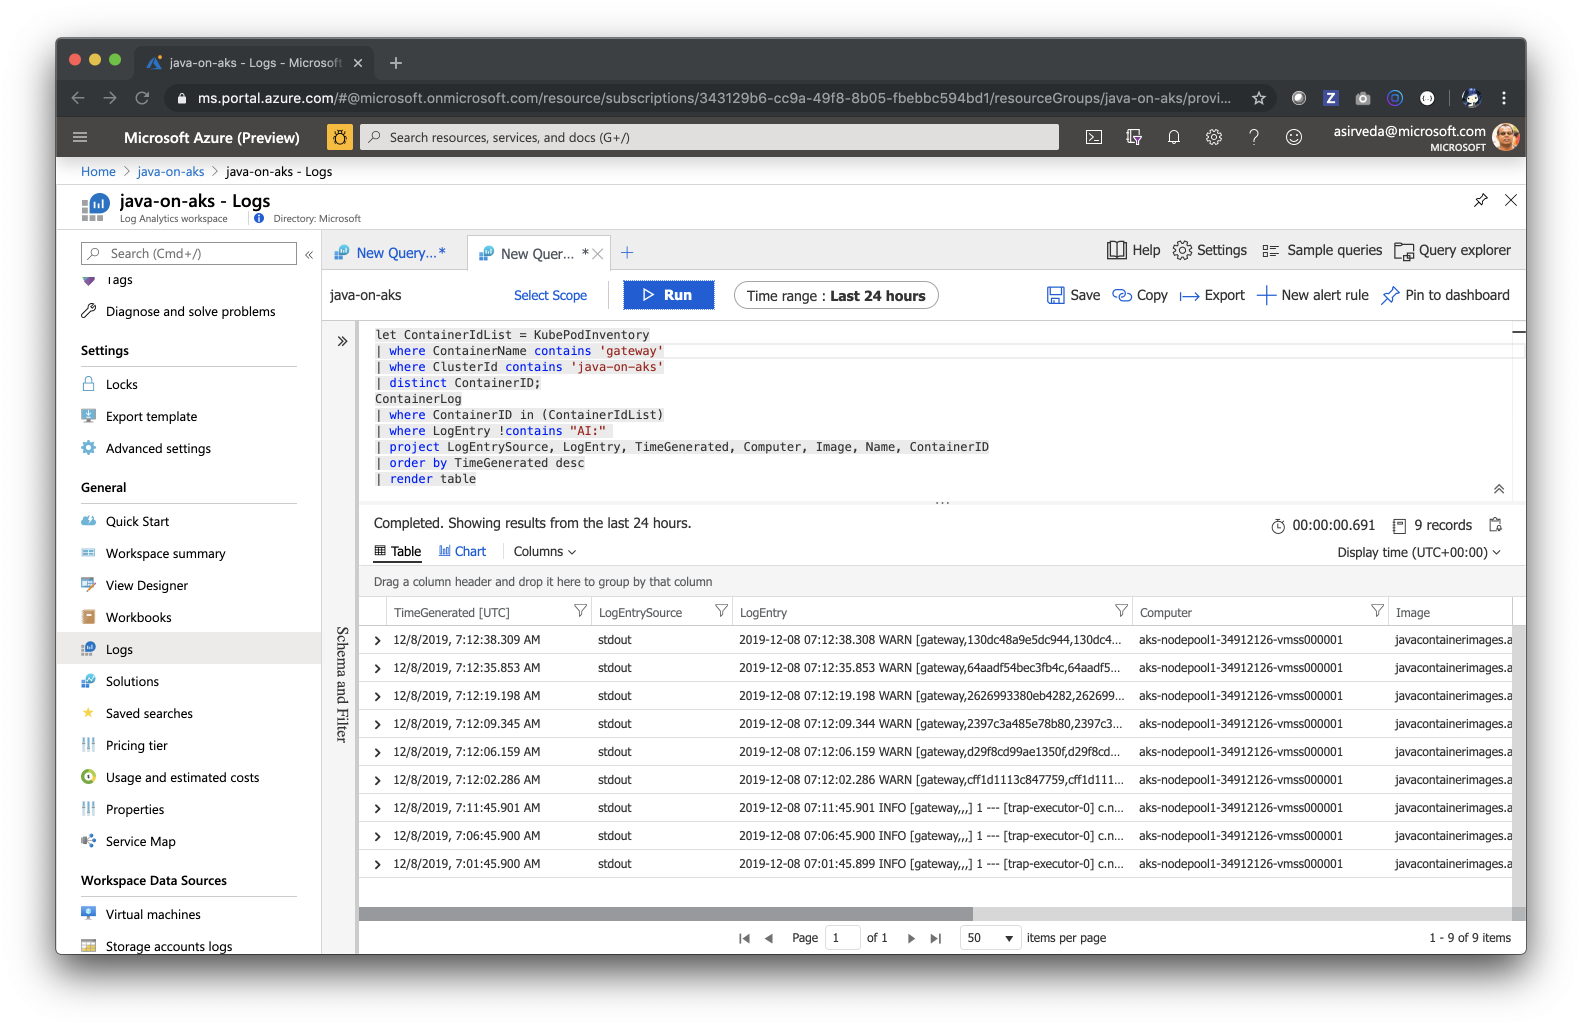 java-on-aks - Logs - Microsoft
ms.portal.azure.com/#@microsoft.onmicrosoft.com/resource/subscriptions/343129b6-cc9a-49f8-8b05-fbebbc594bd1/resourceGroups/java-on-aks/provi...
Microsoft Azure (Preview)
Search resources, services, and docs (G+/)
asirveda@microsoft.com
MICROSOFT
Home > java-on-aks > java-on-aks - Logs
java-on-aks - Logs
Log Analytics workspace
Directory: Microsoft
Search (Cmd+/)
Tags
Diagnose and solve problems
Settings
Locks
Export template
Advanced settings
General
Quick Start
Workspace summary
View Designer
Workbooks
Logs
Solutions
Saved searches
Pricing tier
Usage and estimated costs
Properties
Service Map
Workspace Data Sources
Virtual machines
Storage accounts logs
New Query...*
New Quer... *
Help
Settings
Sample queries
Query explorer
java-on-aks
Select Scope
Run
Time range : Last 24 hours
Save
Copy
Export
New alert rule
Pin to dashboard
Schema and Filter
let ContainerIdList = KubePodInventory
| where ContainerName contains 'gateway'
| where ClusterId contains 'java-on-aks'
| distinct ContainerID;
ContainerLog
| where ContainerID in (ContainerIdList)
| where LogEntry !contains "AI:"
| project LogEntrySource, LogEntry, TimeGenerated, Computer, Image, Name, ContainerID
| order by TimeGenerated desc
| render table
Completed. Showing results from the last 24 hours.
00:00:00.691
9 records
Table
Chart
Columns
Display time (UTC+00:00)
Drag a column header and drop it here to group by that column
TimeGenerated [UTC] LogEntrySource LogEntry Computer Image
12/8/2019, 7:12:38.309 AM stdout 2019-12-08 07:12:38.308 WARN [gateway,130dc48a9e5dc944,130dc4... aks-nodepool1-34912126-vmss000001 javacontainerimages.a
12/8/2019, 7:12:35.853 AM stdout 2019-12-08 07:12:35.853 WARN [gateway,64aadf54bec3fb4c,64aadf5... aks-nodepool1-34912126-vmss000001 javacontainerimages.a
12/8/2019, 7:12:19.198 AM stdout 2019-12-08 07:12:19.198 WARN [gateway,2626993380eb4282,262699... aks-nodepool1-34912126-vmss000001 javacontainerimages.a
12/8/2019, 7:12:09.345 AM stdout 2019-12-08 07:12:09.344 WARN [gateway,2397c3a485e78b80,2397c3... aks-nodepool1-34912126-vmss000001 javacontainerimages.a
12/8/2019, 7:12:06.159 AM stdout 2019-12-08 07:12:06.159 WARN [gateway,d29f8cd99ae1350f,d29f8cd... aks-nodepool1-34912126-vmss000001 javacontainerimages.a
12/8/2019, 7:12:02.286 AM stdout 2019-12-08 07:12:02.286 WARN [gateway,cff1d1113c847759,cff1d111... aks-nodepool1-34912126-vmss000001 javacontainerimages.a
12/8/2019, 7:11:45.901 AM stdout 2019-12-08 07:11:45.901 INFO [gateway,,,] 1 --- [trap-executor-0] c.n... aks-nodepool1-34912126-vmss000001 javacontainerimages.a
12/8/2019, 7:06:45.900 AM stdout 2019-12-08 07:06:45.900 INFO [gateway,,,] 1 --- [trap-executor-0] c.n... aks-nodepool1-34912126-vmss000001 javacontainerimages.a
12/8/2019, 7:01:45.900 AM stdout 2019-12-08 07:01:45.899 INFO [gateway,,,] 1 --- [trap-executor-0] c.n... aks-nodepool1-34912126-vmss000001 javacontainerimages.a
Page 1 of 1
50 items per page
1 - 9 of 9 items